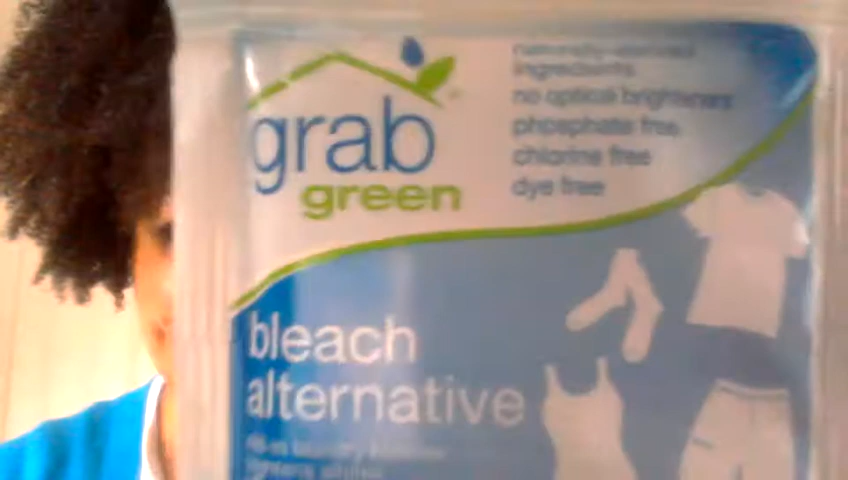 grab
green
naturally-derived
ingredients
no optical brighteners
phosphate free
chlorine free
dye free
bleach
alternative